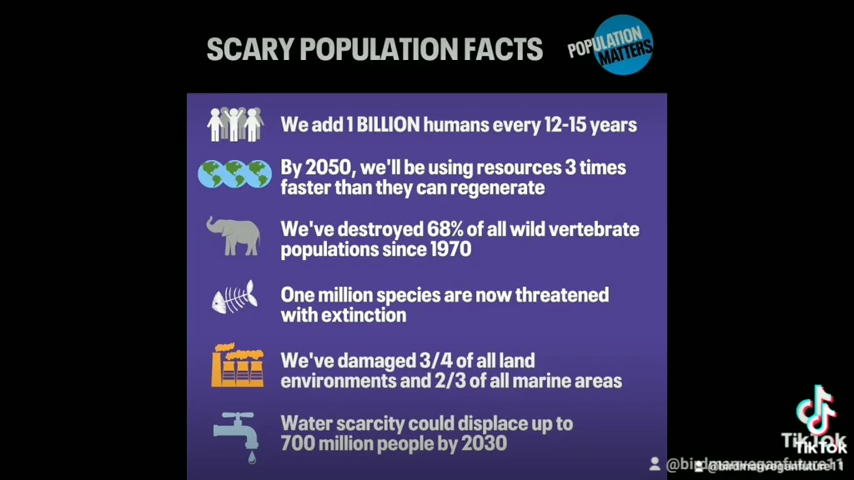 SCARY POPULATION FACTS
POPULATION
MATTERS
We add 1 BILLION humans every 12-15 years
By 2050, we'll be using resources 3 times
faster than they can regenerate
We've destroyed 68% of all wild vertebrate
populations since 1970
One million species are now threatened
with extinction
We've damaged 3/4 of all land
environments and 2/3 of all marine areas
Water scarcity could displace up to
700 million people by 2030
TikTok
TikTok
@birdmanveganfuture11
@birdmanveganfuture11